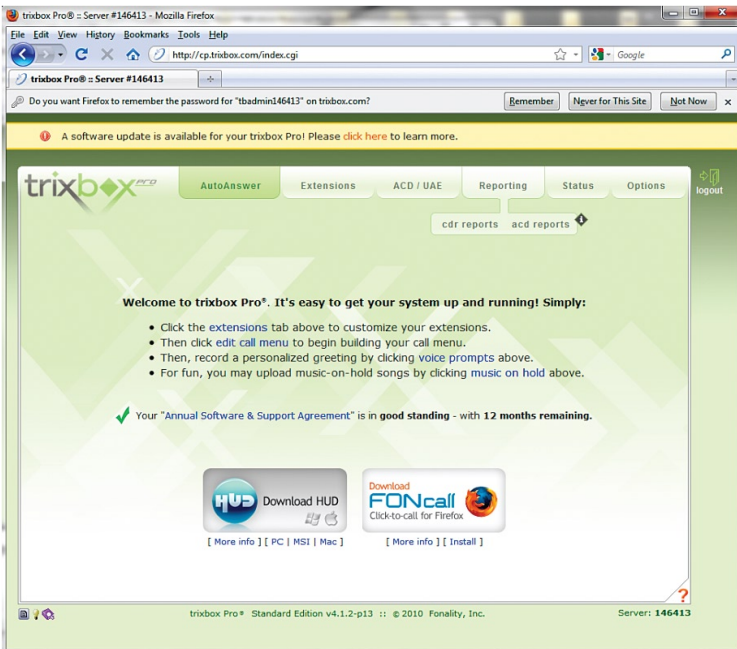 trixbox Pro® :: Server #146413 - Mozilla Firefox
File Edit View History Bookmarks Tools Help
http://cp.trixbox.com/index.cgi
Google
trixbox Pro® :: Server #146413
Do you want Firefox to remember the password for "tbadmin146413" on trixbox.com?
Remember Never for This Site Not Now x
A software update is available for your trixbox Pro! Please click here to learn more.
trixbox PRO
AutoAnswer Extensions ACD / UAE Reporting Status Options
logout
cdr reports acd reports
Welcome to trixbox Pro®. It's easy to get your system up and running! Simply:
• Click the extensions tab above to customize your extensions.
• Then click edit call menu to begin building your call menu.
• Then, record a personalized greeting by clicking voice prompts above.
• For fun, you may upload music-on-hold songs by clicking music on hold above.
Your "Annual Software & Support Agreement" is in good standing - with 12 months remaining.
HUD Download HUD
Download
FONcall
Click-to-call for Firefox
[ More info ] [ PC | MSI | Mac ] [ More info ] [ Install ]
?
trixbox Pro® Standard Edition v4.1.2-p13 :: © 2010 Fonality, Inc. Server: 146413